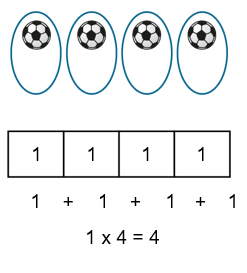 1 1 1 1
1 + 1 + 1 + 1
1 x 4 = 4